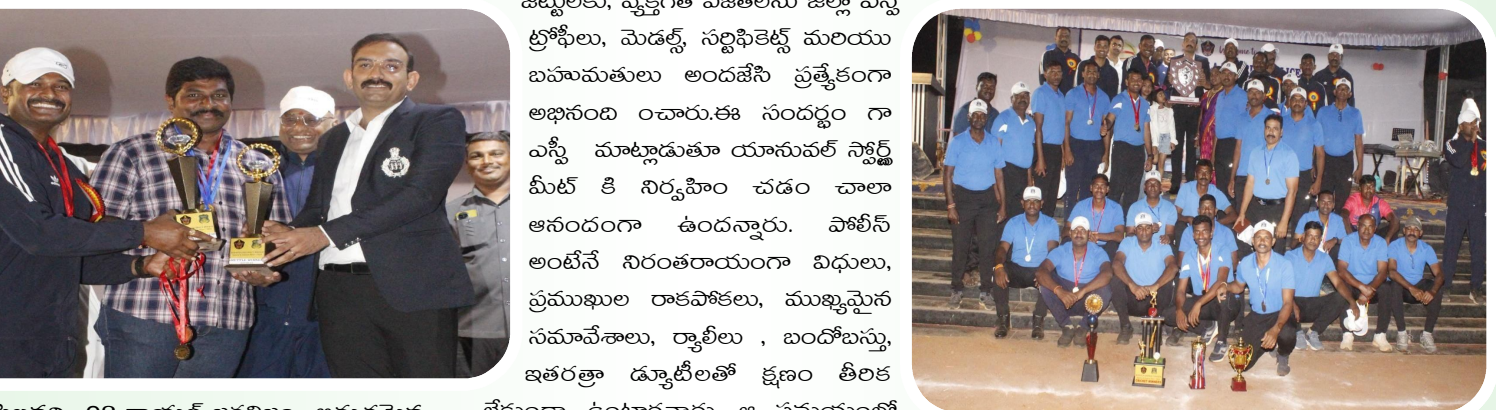 జట్టులకు, వ్యక్తిగత విజేతలను జిల్లా ఎస్పీ
ట్రోఫీలు, మెడల్స్, సర్టిఫికెట్స్ మరియు
బహుమతులు అందజేసి ప్రత్యేకంగా
అభినంది ంచారు.ఈ సందర్భం గా
ఎస్పీ మాట్లాడుతూ యానువల్ స్పోర్ట్స్
మీట్ కి నిర్వహిం చడం చాలా
ఆనందంగా ఉందన్నారు. పోలీస్
అంటేనే నిరంతరాయంగా విధులు,
ప్రముఖుల రాకపోకలు, ముఖ్యమైన
సమావేశాలు, ర్యాలీలు , బందోబస్తు,
ఇతరత్రా డ్యూటీలతో క్షణం తీరిక